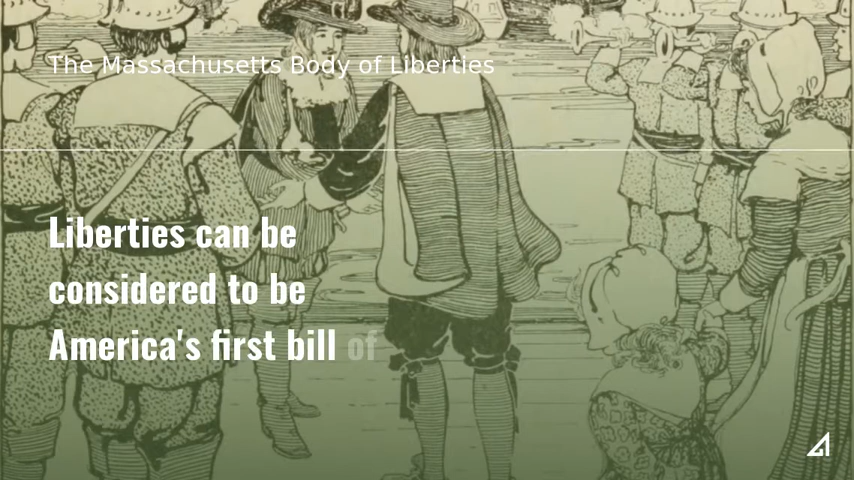 The Massachusetts Body of Liberties
Liberties can be
considered to be
America's first bill of